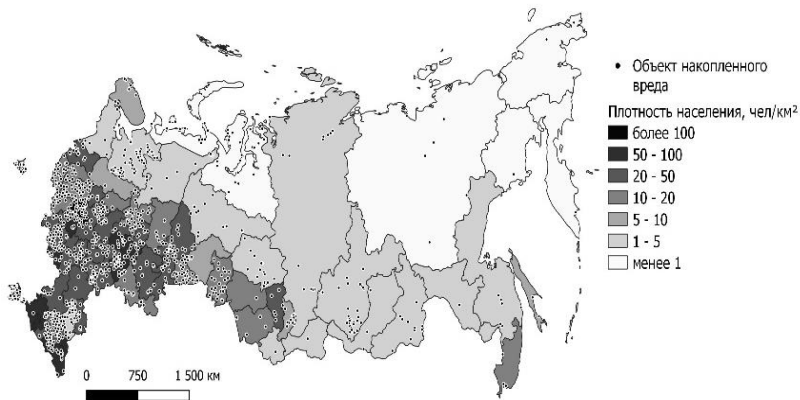 Объект накопленного
вреда
Плотность населения, чел/км²
более 100
50 - 100
20 - 50
10 - 20
5 - 10
1 - 5
менее 1
0 750 1 500 км